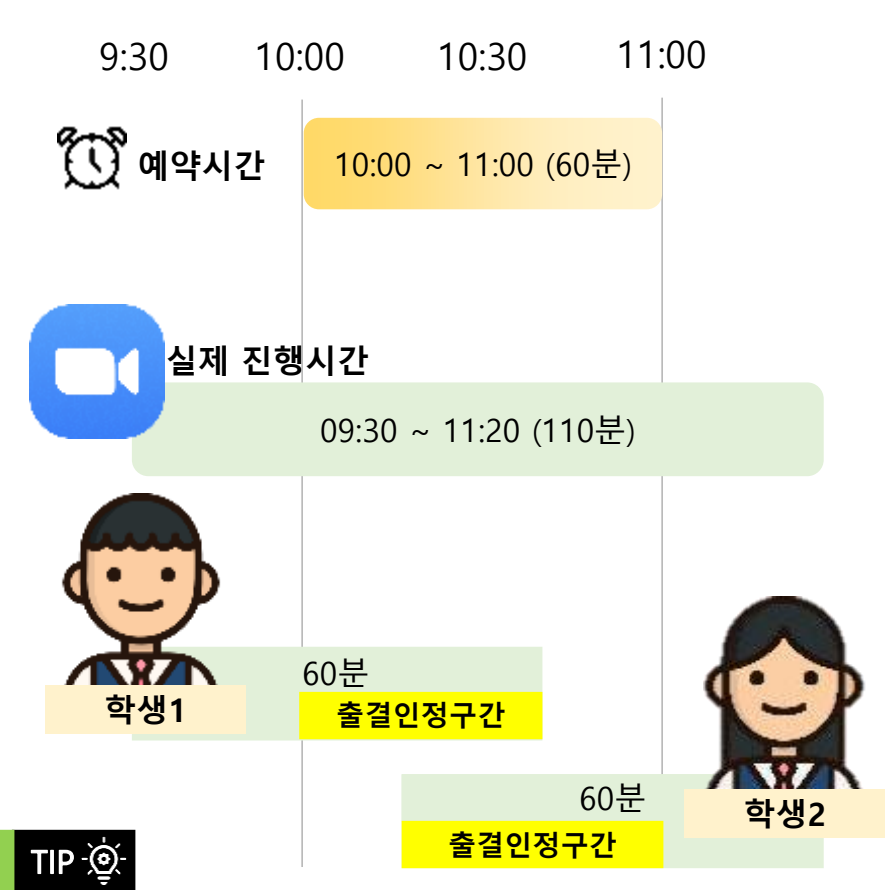 9:30 10:00 10:30 11:00
예약시간 10:00 ~ 11:00 (60분)
실제 진행시간
09:30 ~ 11:20 (110분)
60분
학생1 출결인정구간
60분
학생2
출결인정구간
TIP